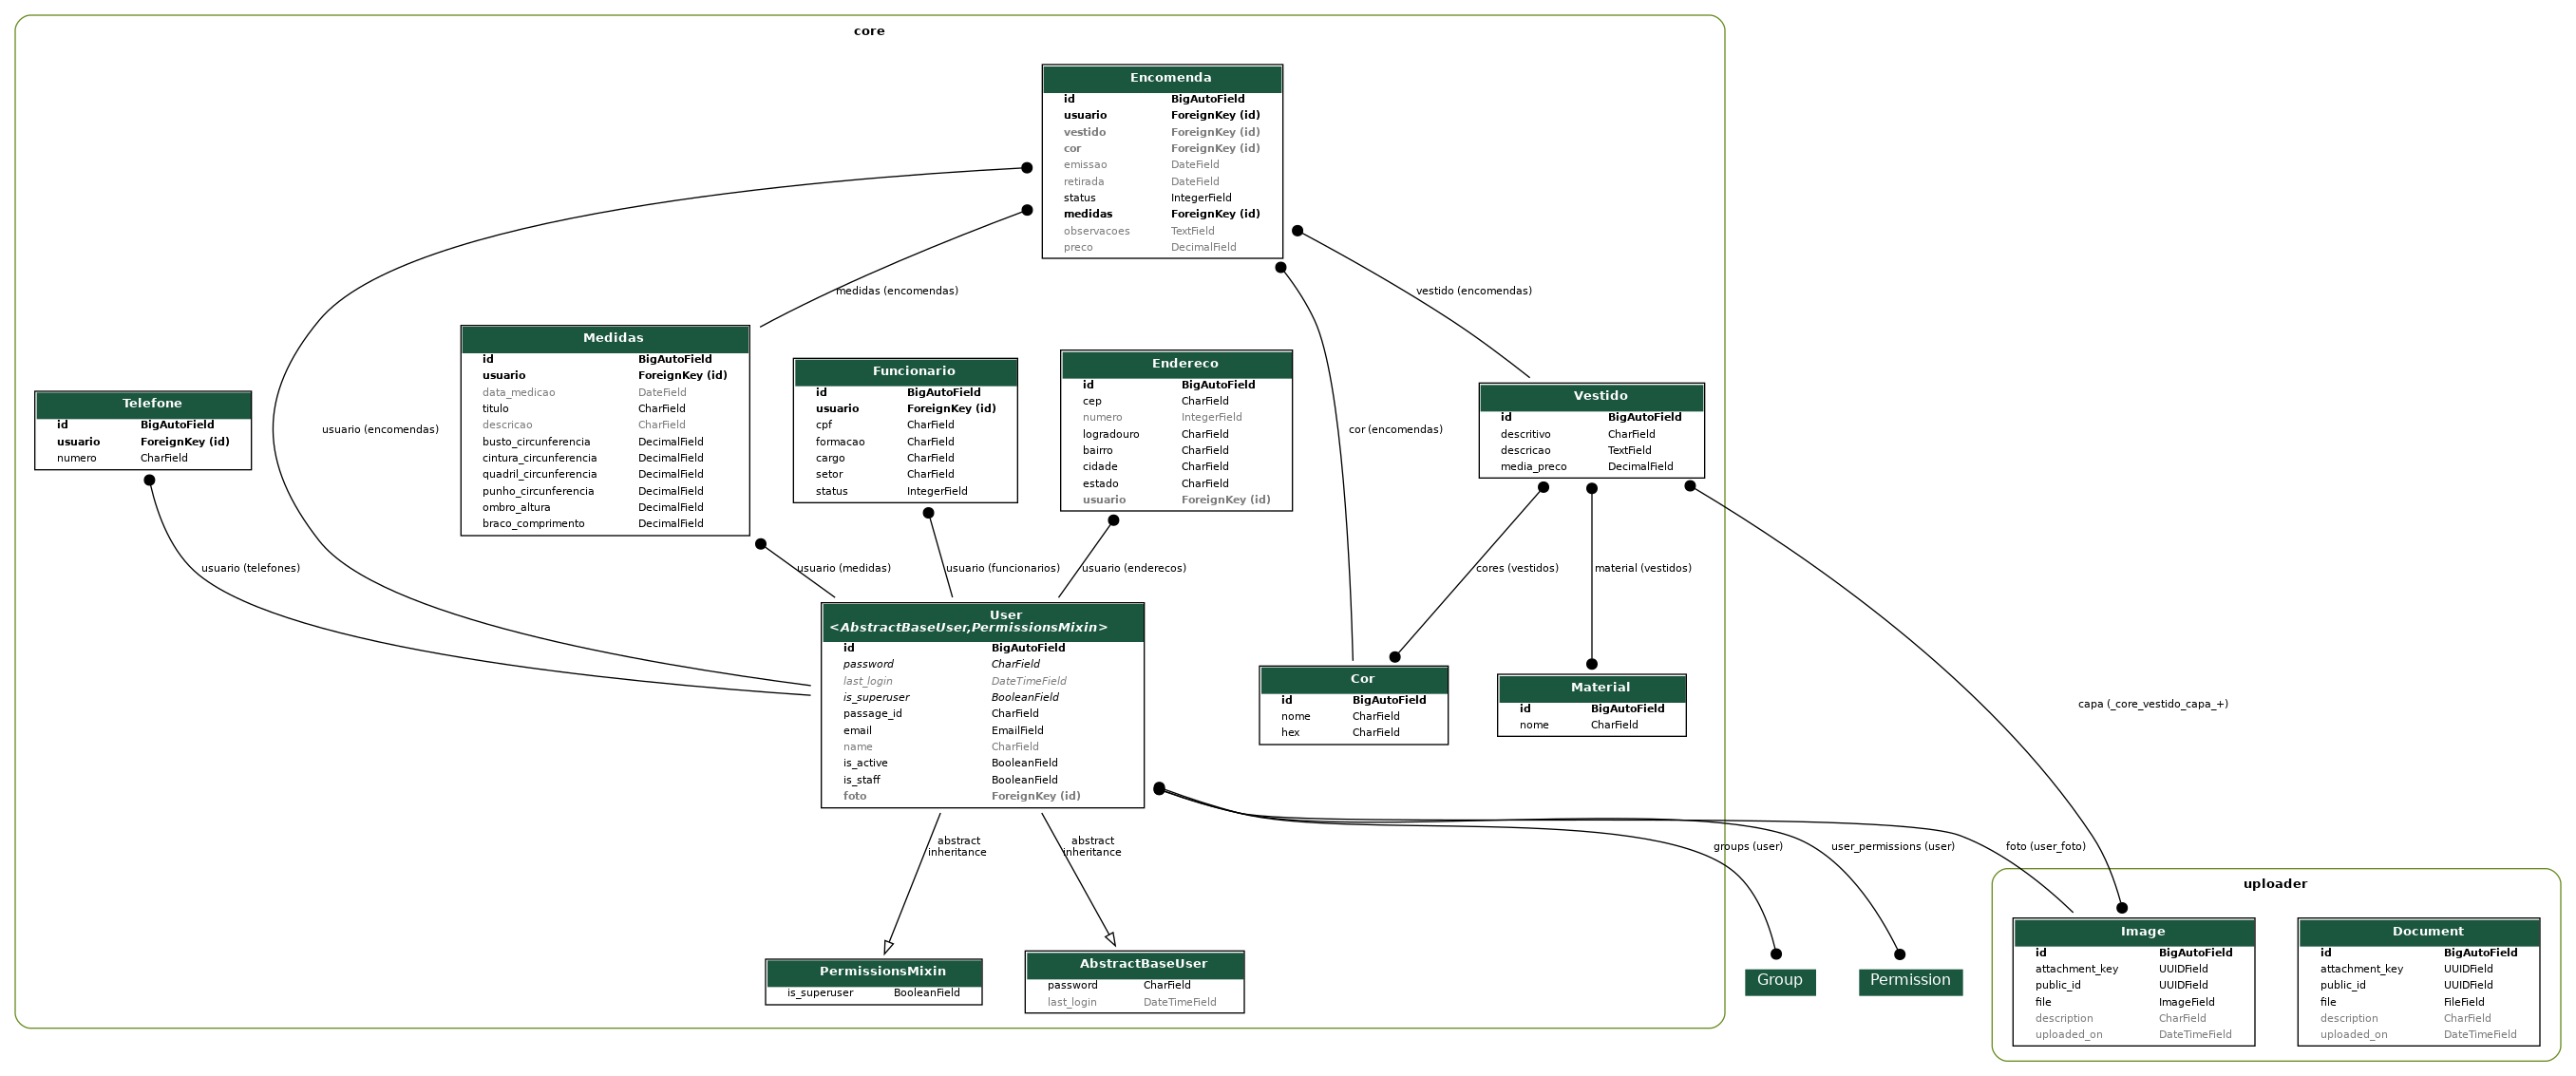 core
Encomenda
id BigAutoField
usuario ForeignKey (id)
vestido ForeignKey (id)
cor ForeignKey (id)
emissao DateField
retirada DateField
status IntegerField
medidas ForeignKey (id)
observacoes TextField
preco DecimalField
medidas (encomendas)
vestido (encomendas)
usuario (encomendas)
cor (encomendas)
Telefone
id BigAutoField
usuario ForeignKey (id)
numero CharField
Medidas
id BigAutoField
usuario ForeignKey (id)
data_medicao DateField
titulo CharField
descricao CharField
busto_circunferencia DecimalField
cintura_circunferencia DecimalField
quadril_circunferencia DecimalField
punho_circunferencia DecimalField
ombro_altura DecimalField
braco_comprimento DecimalField
Funcionario
id BigAutoField
usuario ForeignKey (id)
cpf CharField
formacao CharField
cargo CharField
setor CharField
status IntegerField
Endereco
id BigAutoField
cep CharField
numero IntegerField
logradouro CharField
bairro CharField
cidade CharField
estado CharField
usuario ForeignKey (id)
Vestido
id BigAutoField
descritivo CharField
descricao TextField
media_preco DecimalField
usuario (telefones)
usuario (medidas)
usuario (funcionarios)
usuario (enderecos)
cores (vestidos)
material (vestidos)
User
<AbstractBaseUser,PermissionsMixin>
id BigAutoField
password CharField
last_login DateTimeField
is_superuser BooleanField
passage_id CharField
email EmailField
name CharField
is_active BooleanField
is_staff BooleanField
foto ForeignKey (id)
Cor
id BigAutoField
nome CharField
hex CharField
Material
id BigAutoField
nome CharField
capa (_core_vestido_capa_+)
abstract
inheritance
abstract
inheritance
groups (user)
user_permissions (user)
foto (user_foto)
PermissionsMixin
is_superuser BooleanField
AbstractBaseUser
password CharField
last_login DateTimeField
Group
Permission
uploader
Image
id BigAutoField
attachment_key UUIDField
public_id UUIDField
file ImageField
description CharField
uploaded_on DateTimeField
Document
id BigAutoField
attachment_key UUIDField
public_id UUIDField
file FileField
description CharField
uploaded_on DateTimeField